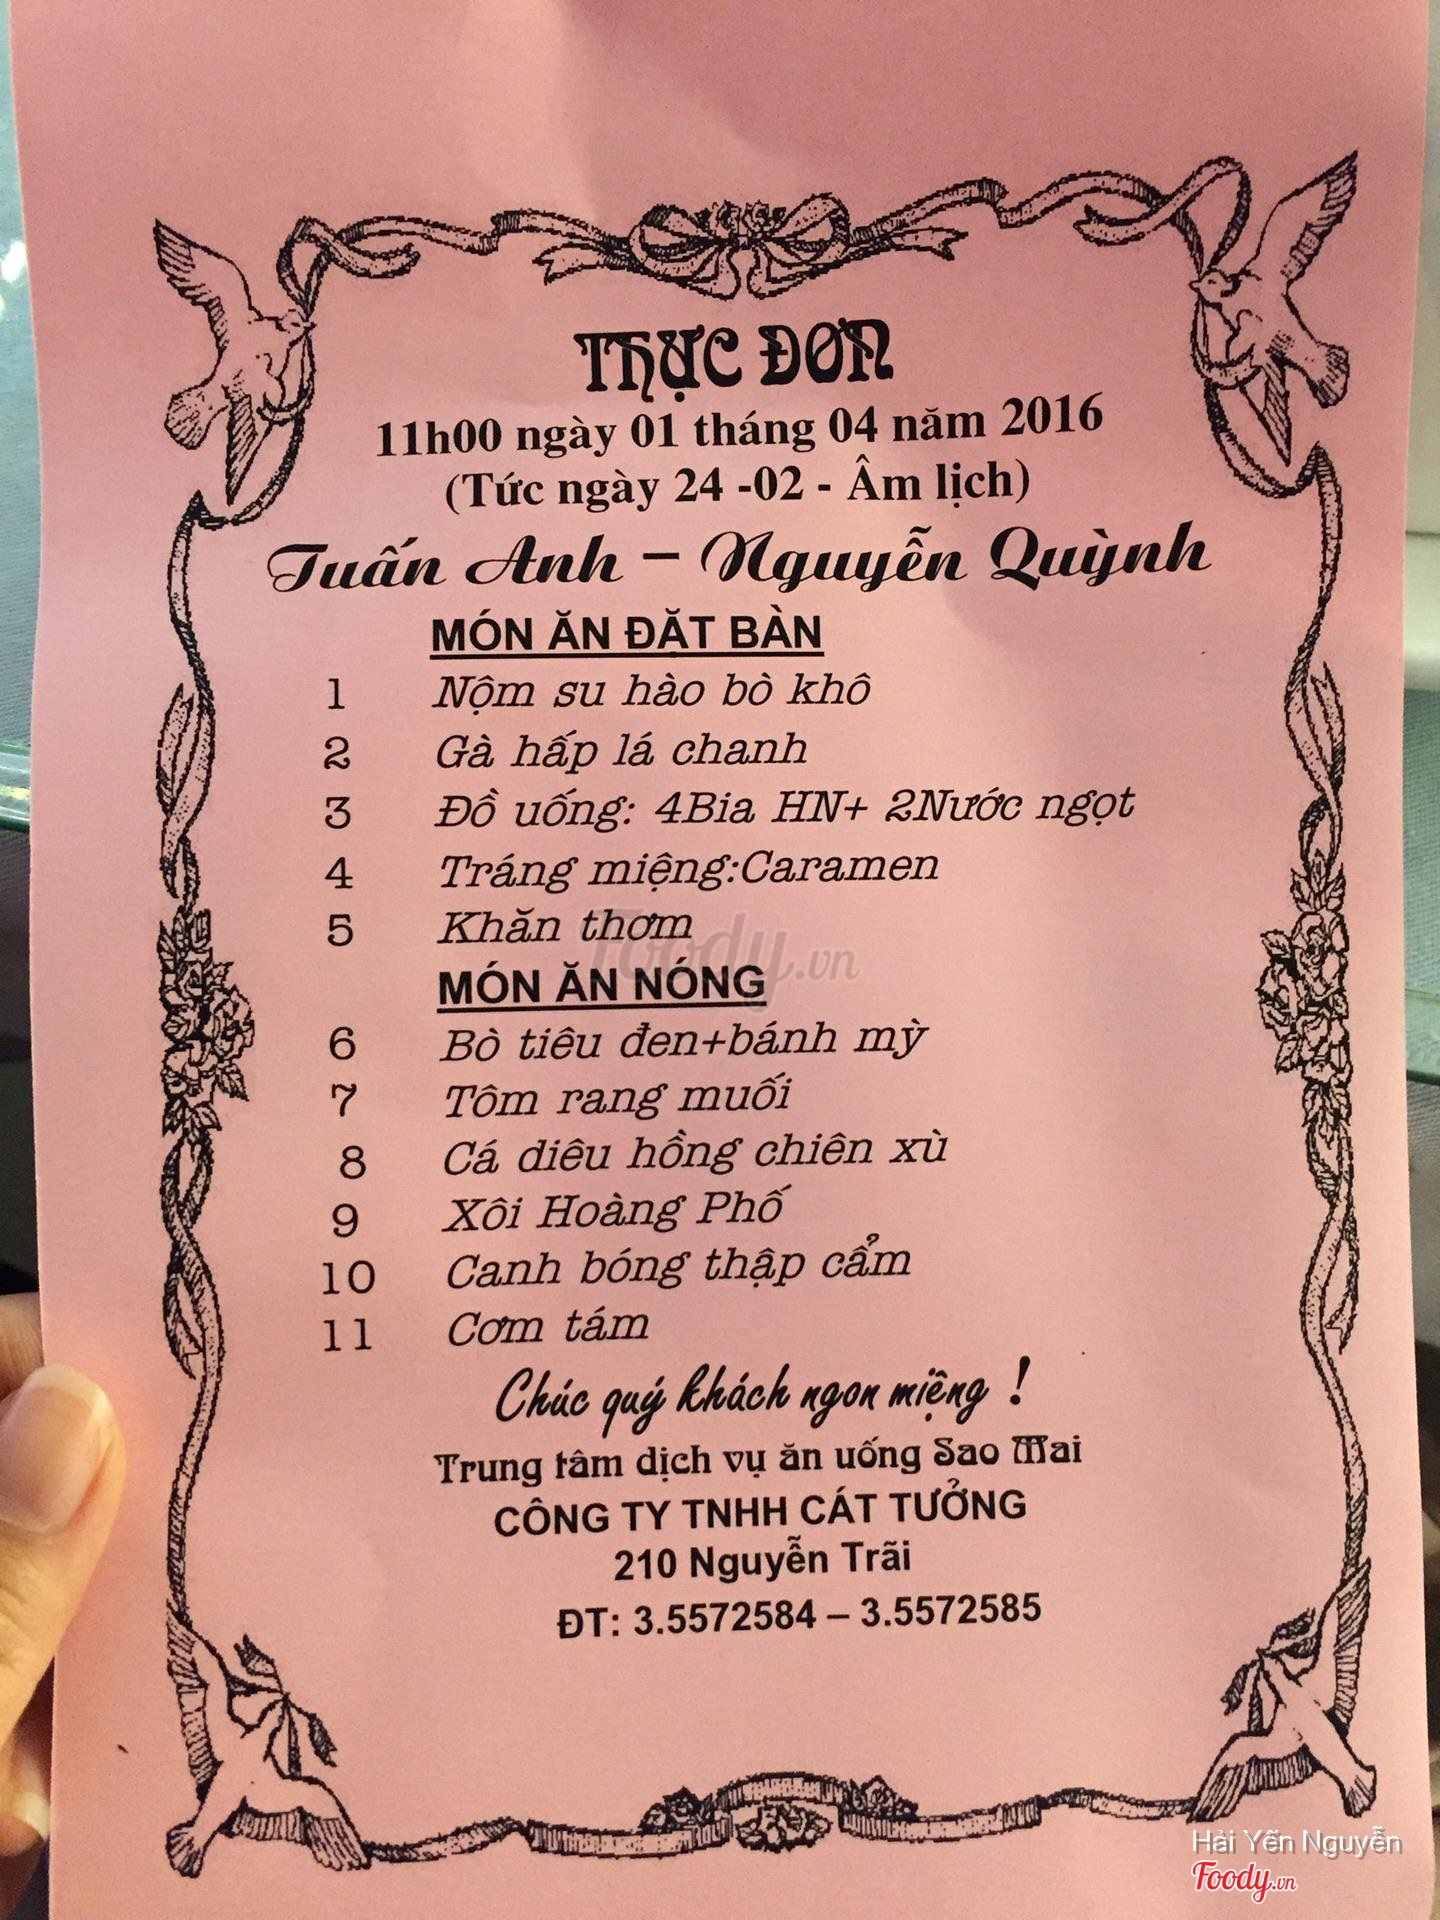 THỰC ĐƠN
11h00 ngày 01 tháng 04 năm 2016
(Tức ngày 24 -02 - Âm lịch)
Tuấn Anh – Nguyễn Quỳnh
MÓN ĂN ĐẶT BÀN
1 Nộm su hào bò khô
2 Gà hấp lá chanh
3 Đồ uống: 4Bia HN+ 2Nước ngọt
4 Tráng miệng:Caramen
5 Khăn thơm
Foody.vn
MÓN ĂN NÓNG
6 Bò tiêu đen+bánh mỳ
7 Tôm rang muối
8 Cá diêu hồng chiên xù
9 Xôi Hoàng Phố
10 Canh bóng thập cẩm
11 Cơm tám
Chúc quý khách ngon miệng !
Trung tâm dịch vụ ăn uống Sao Mai
CÔNG TY TNHH CÁT TƯỞNG
210 Nguyễn Trãi
ĐT: 3.5572584 – 3.5572585
Hải Yến Nguyễn
Foody.vn